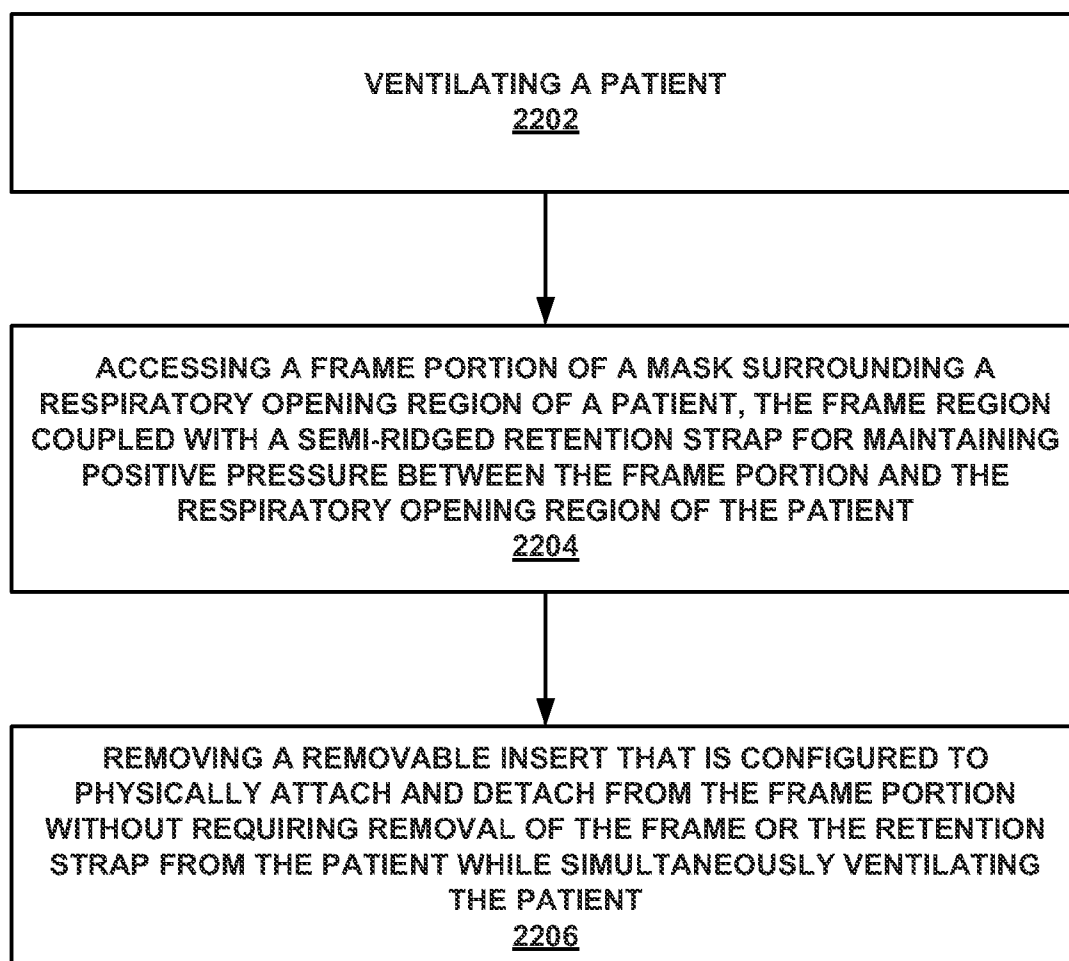 VENTILATING A PATIENT
2202
ACCESSING A FRAME PORTION OF A MASK SURROUNDING A
RESPIRATORY OPENING REGION OF A PATIENT, THE FRAME REGION
COUPLED WITH A SEMI-RIDGED RETENTION STRAP FOR MAINTAINING
POSITIVE PRESSURE BETWEEN THE FRAME PORTION AND THE
RESPIRATORY OPENING REGION OF THE PATIENT
2204
REMOVING A REMOVABLE INSERT THAT IS CONFIGURED TO
PHYSICALLY ATTACH AND DETACH FROM THE FRAME PORTION
WITHOUT REQUIRING REMOVAL OF THE FRAME OR THE RETENTION
STRAP FROM THE PATIENT WHILE SIMULTANEOUSLY VENTILATING
THE PATIENT
2206